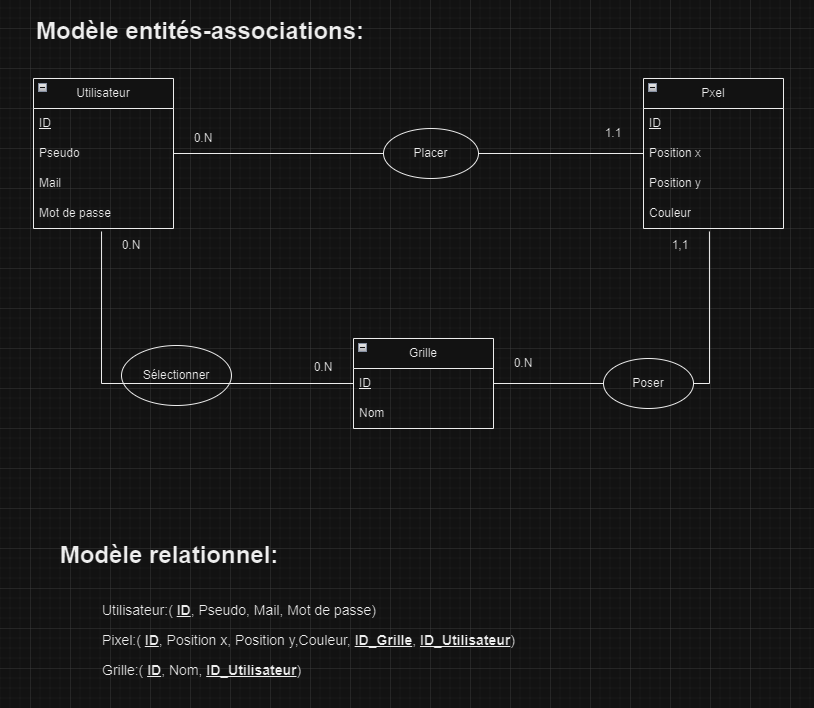 Modèle entités-associations:
Utilisateur
ID
Pseudo
Mail
Mot de passe
0.N
Placer
1.1
Pxel
ID
Position x
Position y
Couleur
0.N
1,1
Sélectionner
0.N
Grille
ID
Nom
0.N
Poser
Modèle relationnel:
Utilisateur:( ID, Pseudo, Mail, Mot de passe)
Pixel:( ID, Position x, Position y,Couleur, ID_Grille, ID_Utilisateur)
Grille:( ID, Nom, ID_Utilisateur)